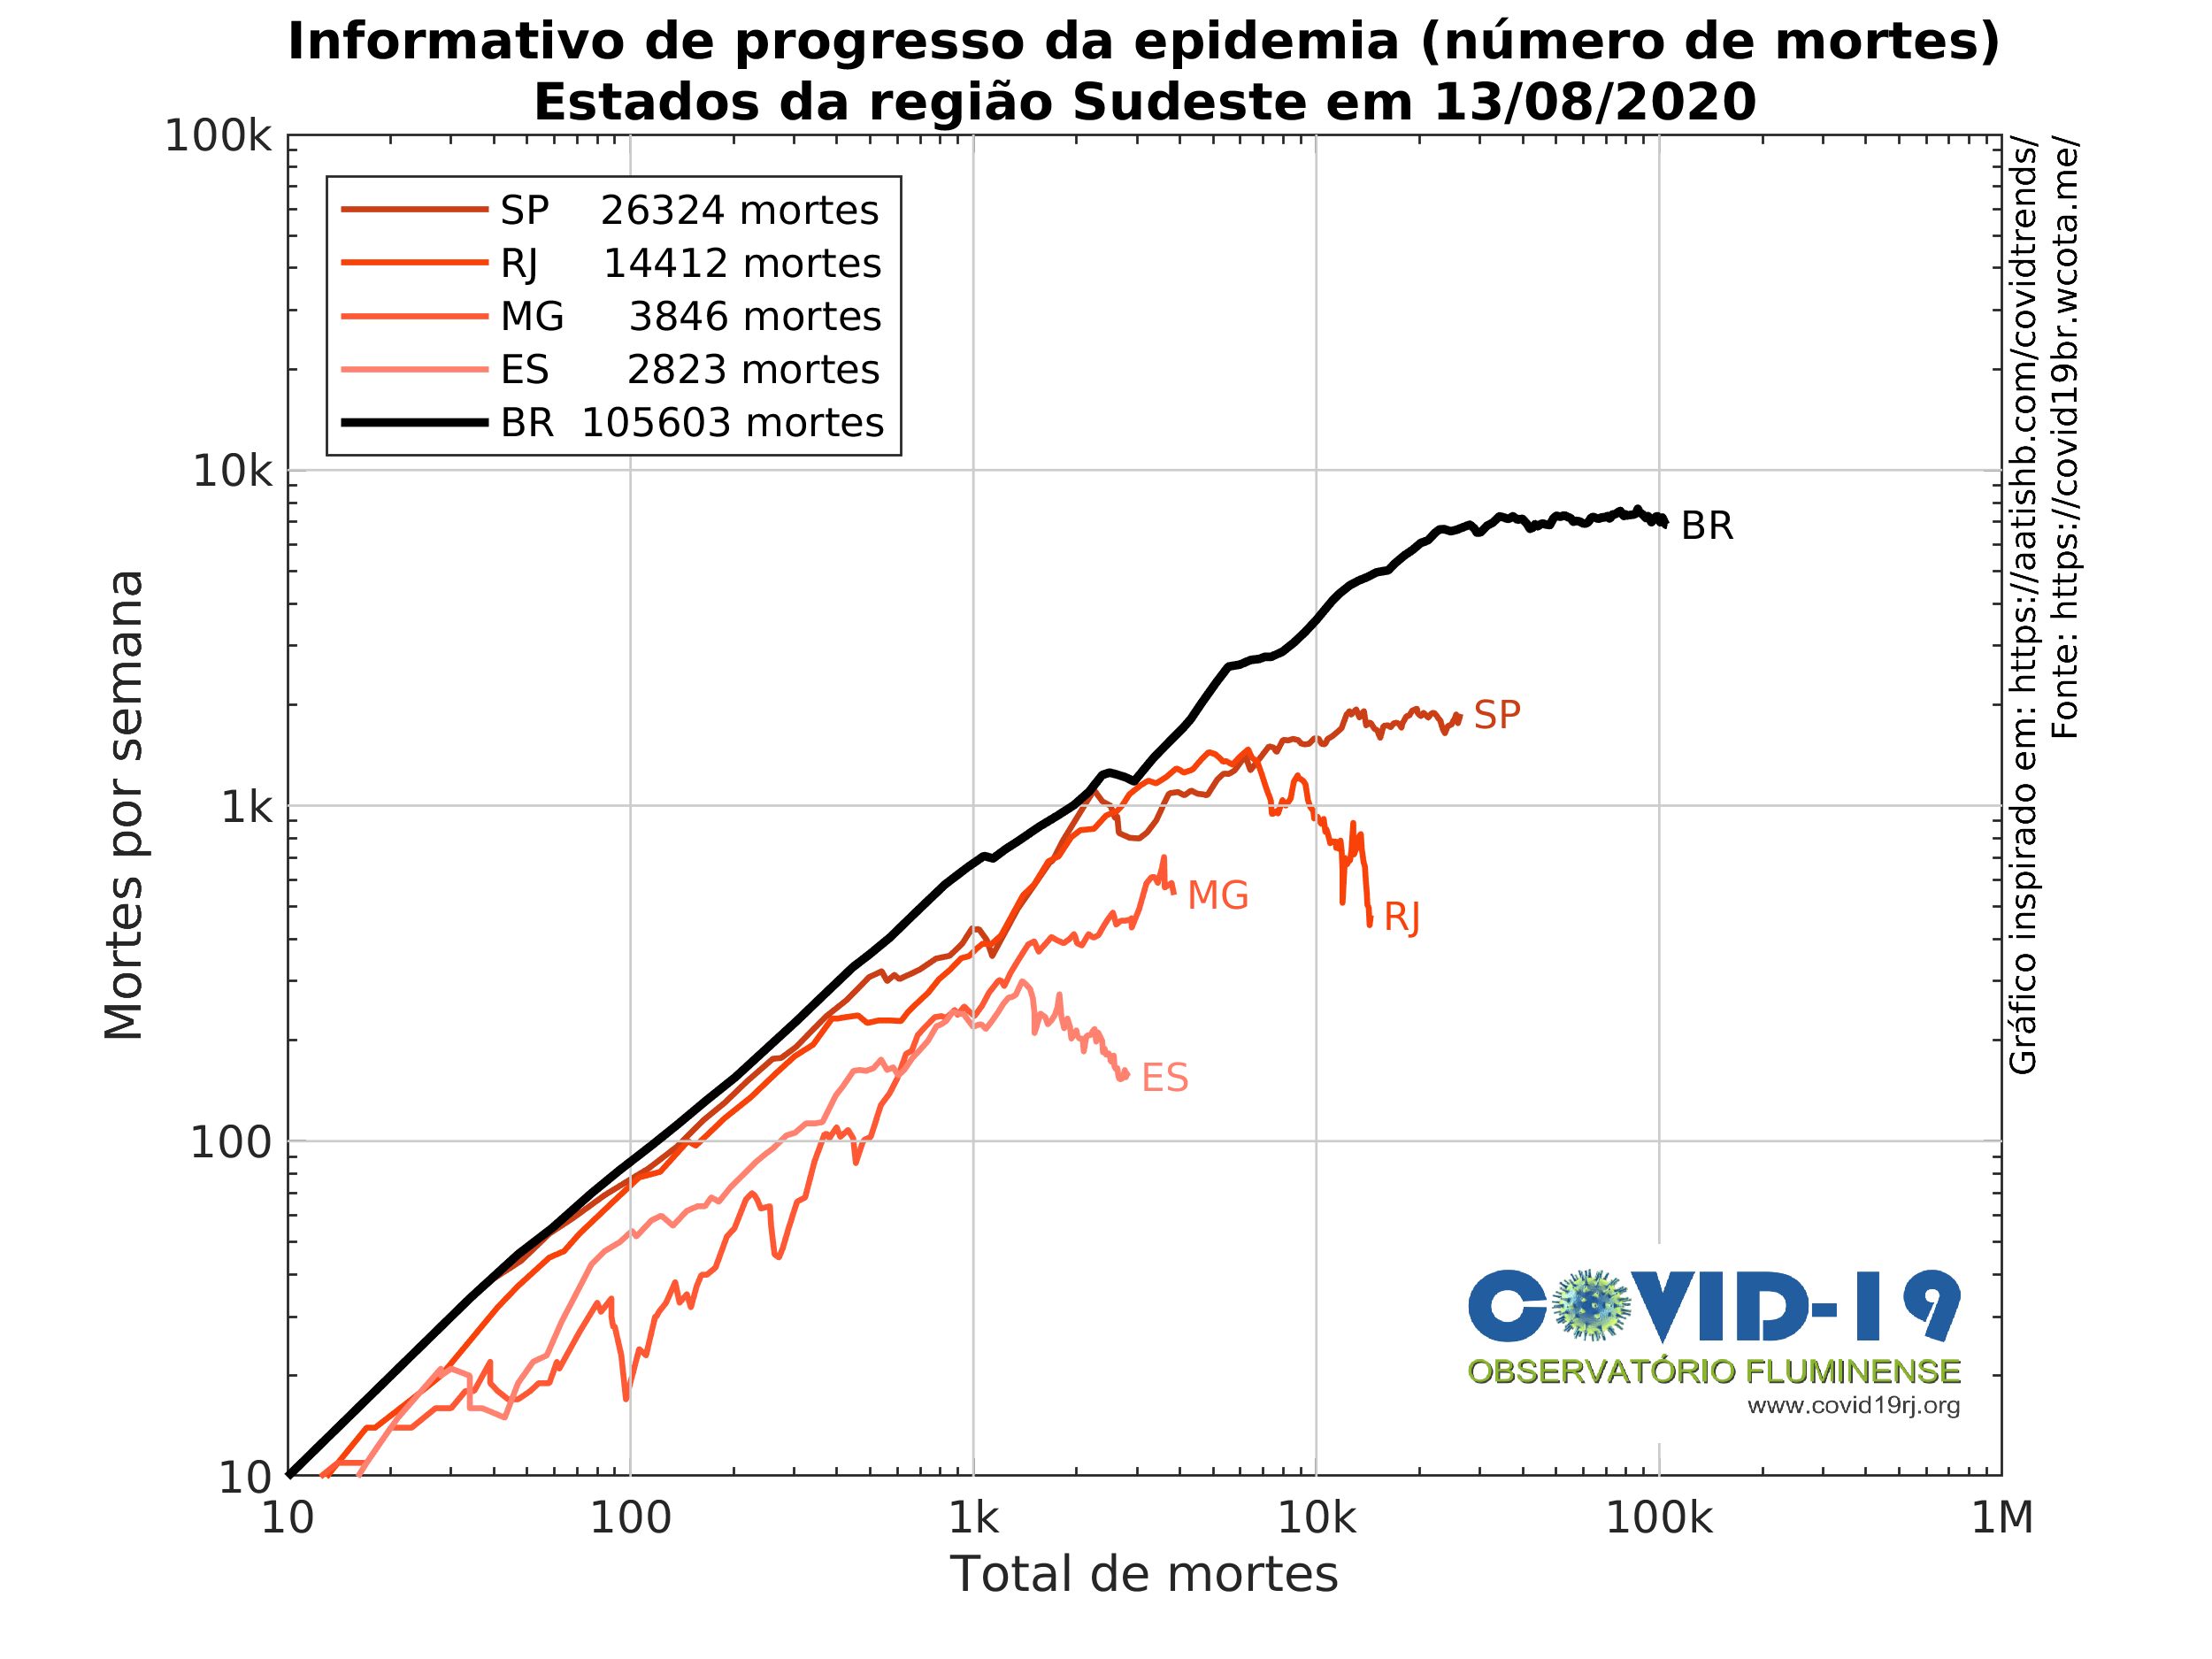 Informativo de progresso da epidemia (número de mortes)
Estados da região Sudeste em 13/08/2020
100k
10k
1k
100
10
Mortes por semana
SP 26324 mortes
RJ 14412 mortes
MG 3846 mortes
ES 2823 mortes
BR 105603 mortes
BR
SP
MG
RJ
ES
Gráfico inspirado em: https://aatishb.com/covidtrends/
Fonte: https://covid19br.wcota.me/
COVID-19
OBSERVATÓRIO FLUMINENSE
www.covid19rj.org
10
100
1k
10k
100k
1M
Total de mortes